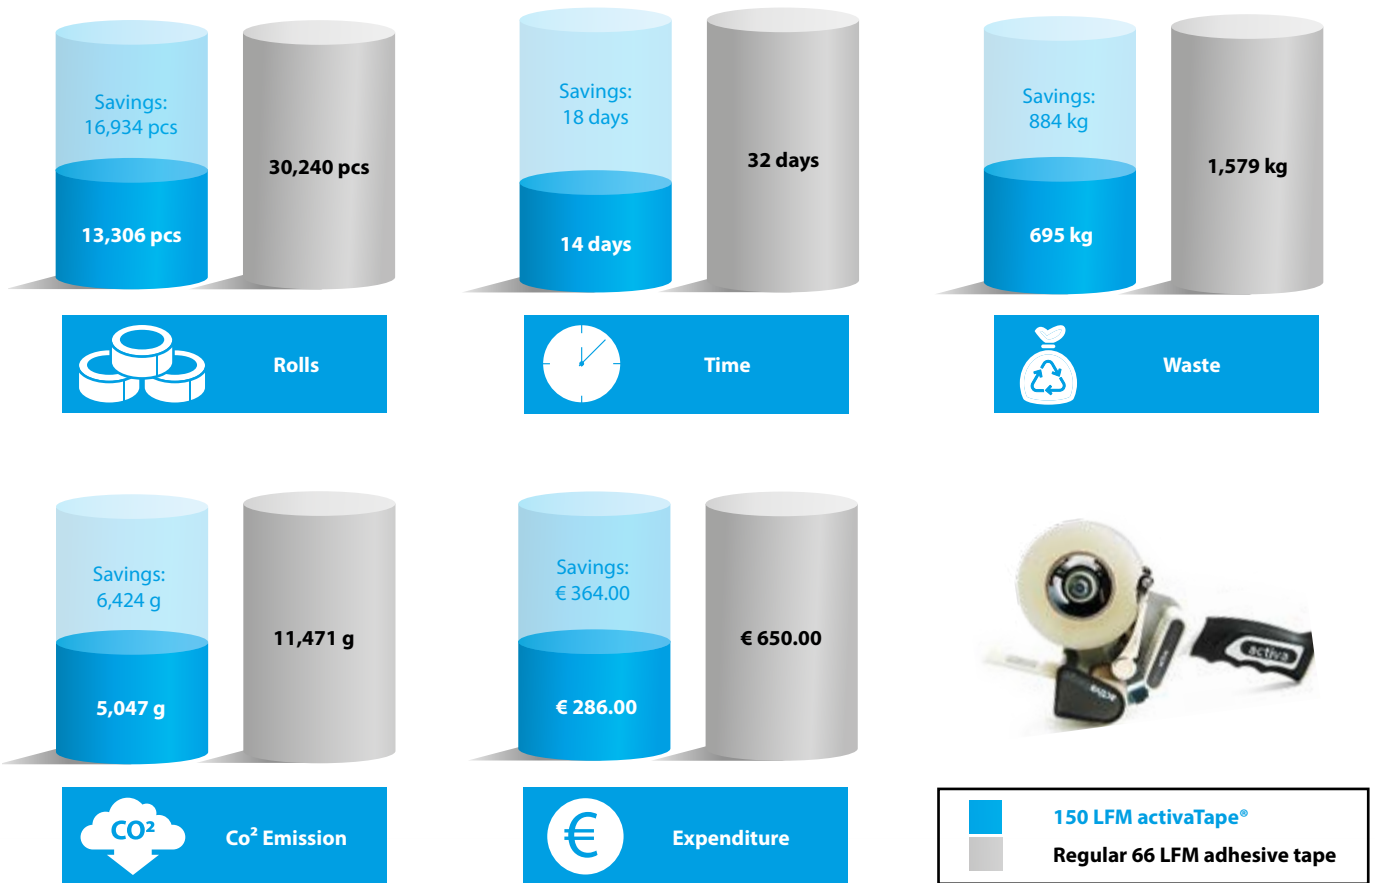 Savings:
16,934 pcs
13,306 pcs
30,240 pcs
Rolls
Savings:
18 days
14 days
32 days
Time
Savings:
884 kg
695 kg
1,579 kg
Waste
Savings:
6,424 g
5,047 g
11,471 g
CO²
Co² Emission
Savings:
€ 364.00
€ 286.00
€ 650.00
€
Expenditure
activa
activa
150 LFM activaTape®
Regular 66 LFM adhesive tape